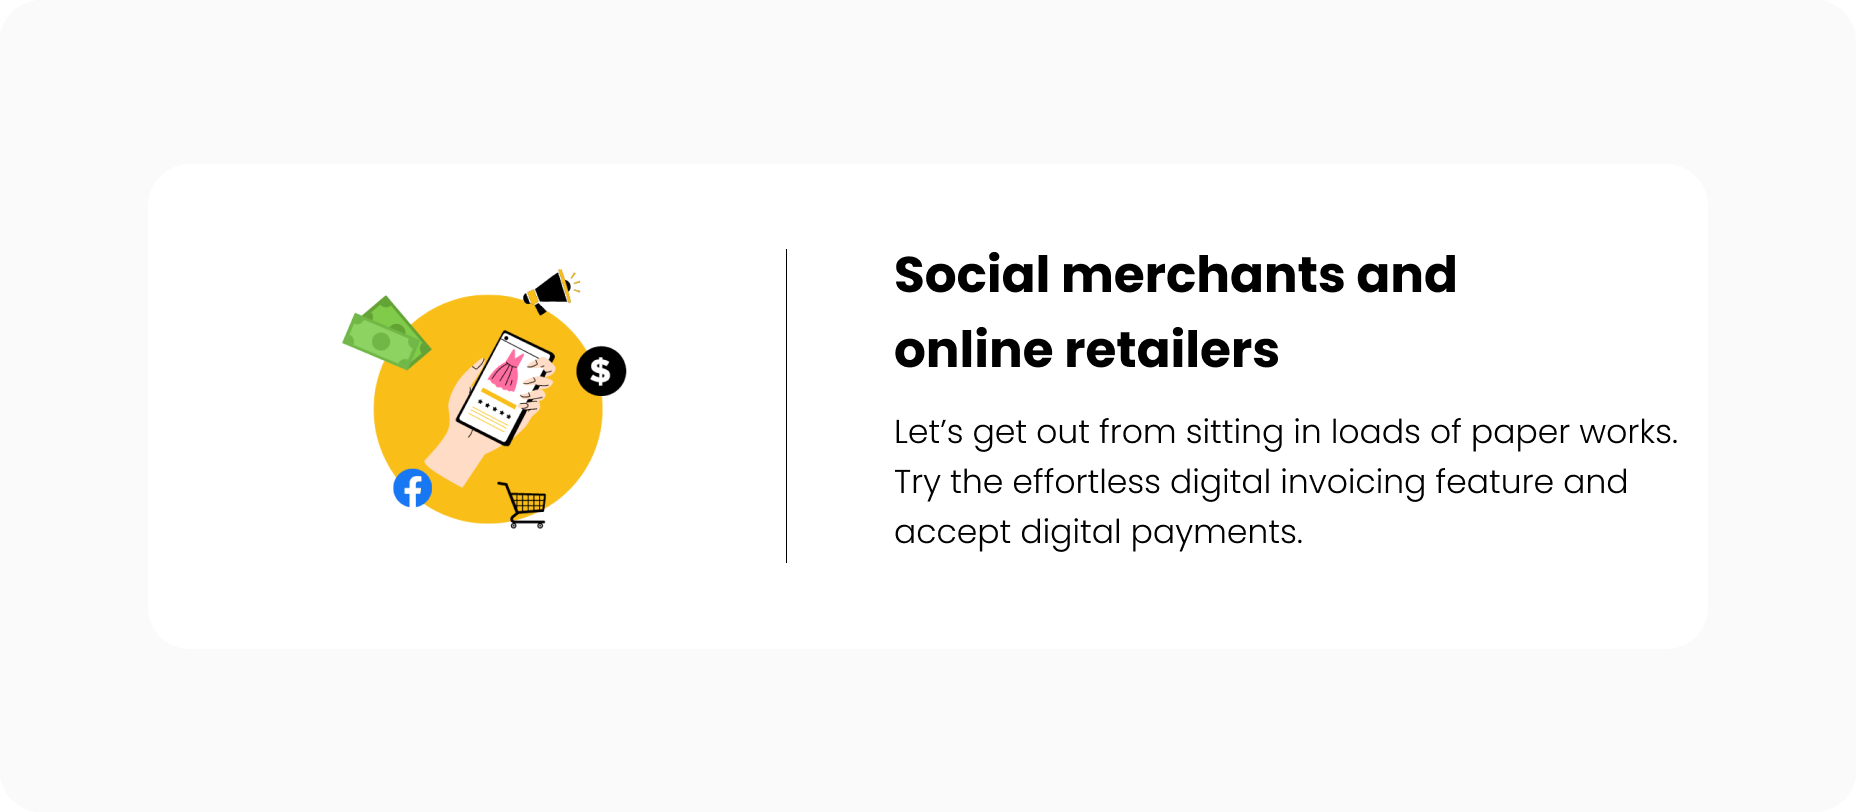 Social merchants and
online retailers
Let’s get out from sitting in loads of paper works.
Try the effortless digital invoicing feature and
accept digital payments.
$
f